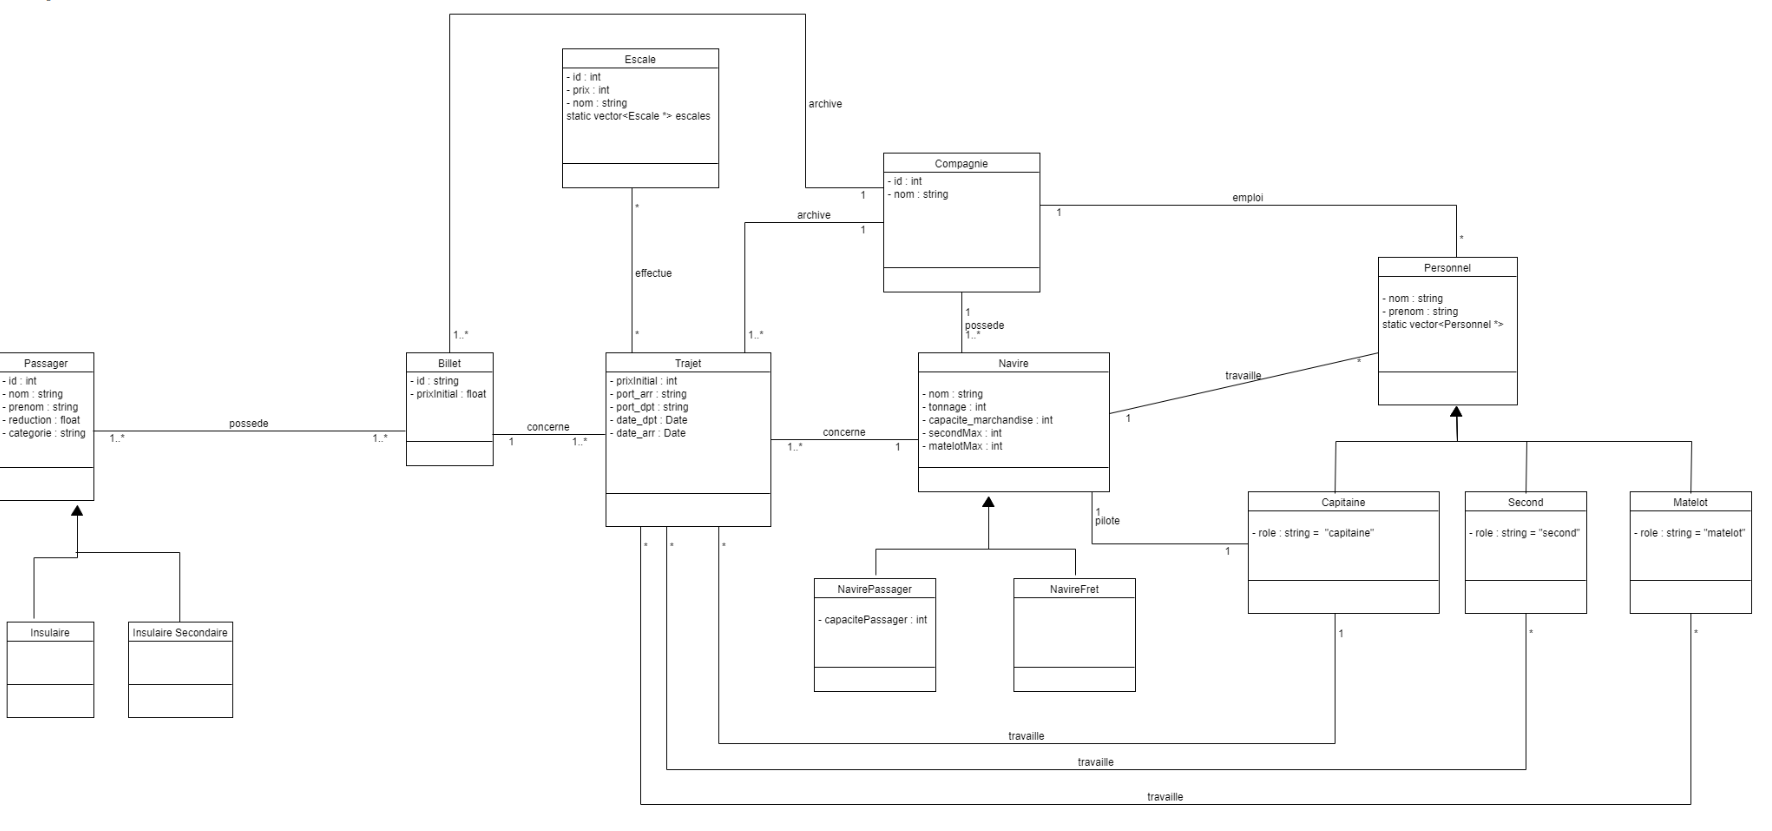 Escale
- id : int
- prix : int
- nom : string
static vector<Escale *> escales
archive
Compagnie
- id : int
- nom : string
1
archive
1
emploi
1
*
*
effectue
*
1..*
1..*
1
possede
1..*
Personnel
- nom : string
- prenom : string
static vector<Personnel *>
Passager
- id : int
- nom : string
- prenom : string
- reduction : float
- categorie : string
possede
1..*
1..*
Billet
- id : string
- prixInitial : float
concerne
1
1..*
Trajet
- prixInitial : int
- port_arr : string
- port_dpt : string
- date_dpt : Date
- date_arr : Date
concerne
1..*
1
Navire
- nom : string
- tonnage : int
- capacite_marchandise : int
- secondMax : int
- matelotMax : int
travaille
1
*
1
pilote
1
Capitaine
- role : string = "capitaine"
Second
- role : string = "second"
Matelot
- role : string = "matelot"
*
*
*
NavirePassager
- capacitePassager : int
NavireFret
Insulaire
Insulaire Secondaire
1
*
*
travaille
travaille
travaille